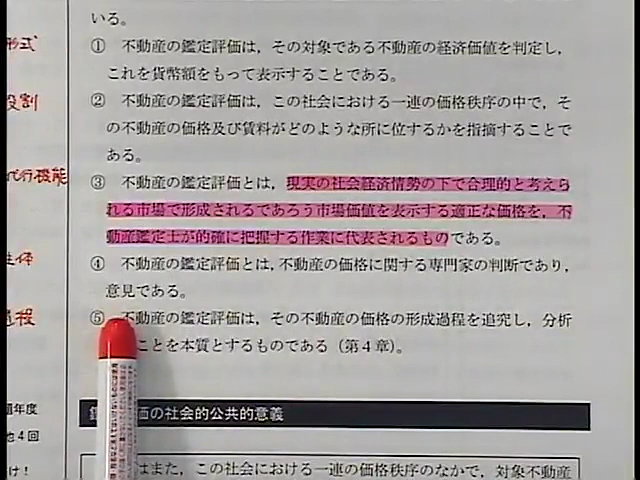 いる。
形式
① 不動産の鑑定評価は，その対象である不動産の経済価値を判定し，
これを貨幣額をもって表示することである。
役割
② 不動産の鑑定評価は，この社会における一連の価格秩序の中で，そ
の不動産の価格及び賃料がどのような所に位するかを指摘することで
ある。
代行機能
③ 不動産の鑑定評価とは，現実の社会経済情勢の下で合理的と考えら
れる市場で形成されるであろう市場価値を表示する適正な価格を，不
動産鑑定士が的確に把握する作業に代表されるものである。
主体
④ 不動産の鑑定評価とは，不動産の価格に関する専門家の判断であり，
意見である。
過程
⑤ 不動産の鑑定評価は，その不動産の価格の形成過程を追究し，分析
ことを本質とするものである（第４章）。
年度
評価の社会的公共的意義
４回
け！
はまた，この社会における一連の価格秩序のなかで，対象不動産